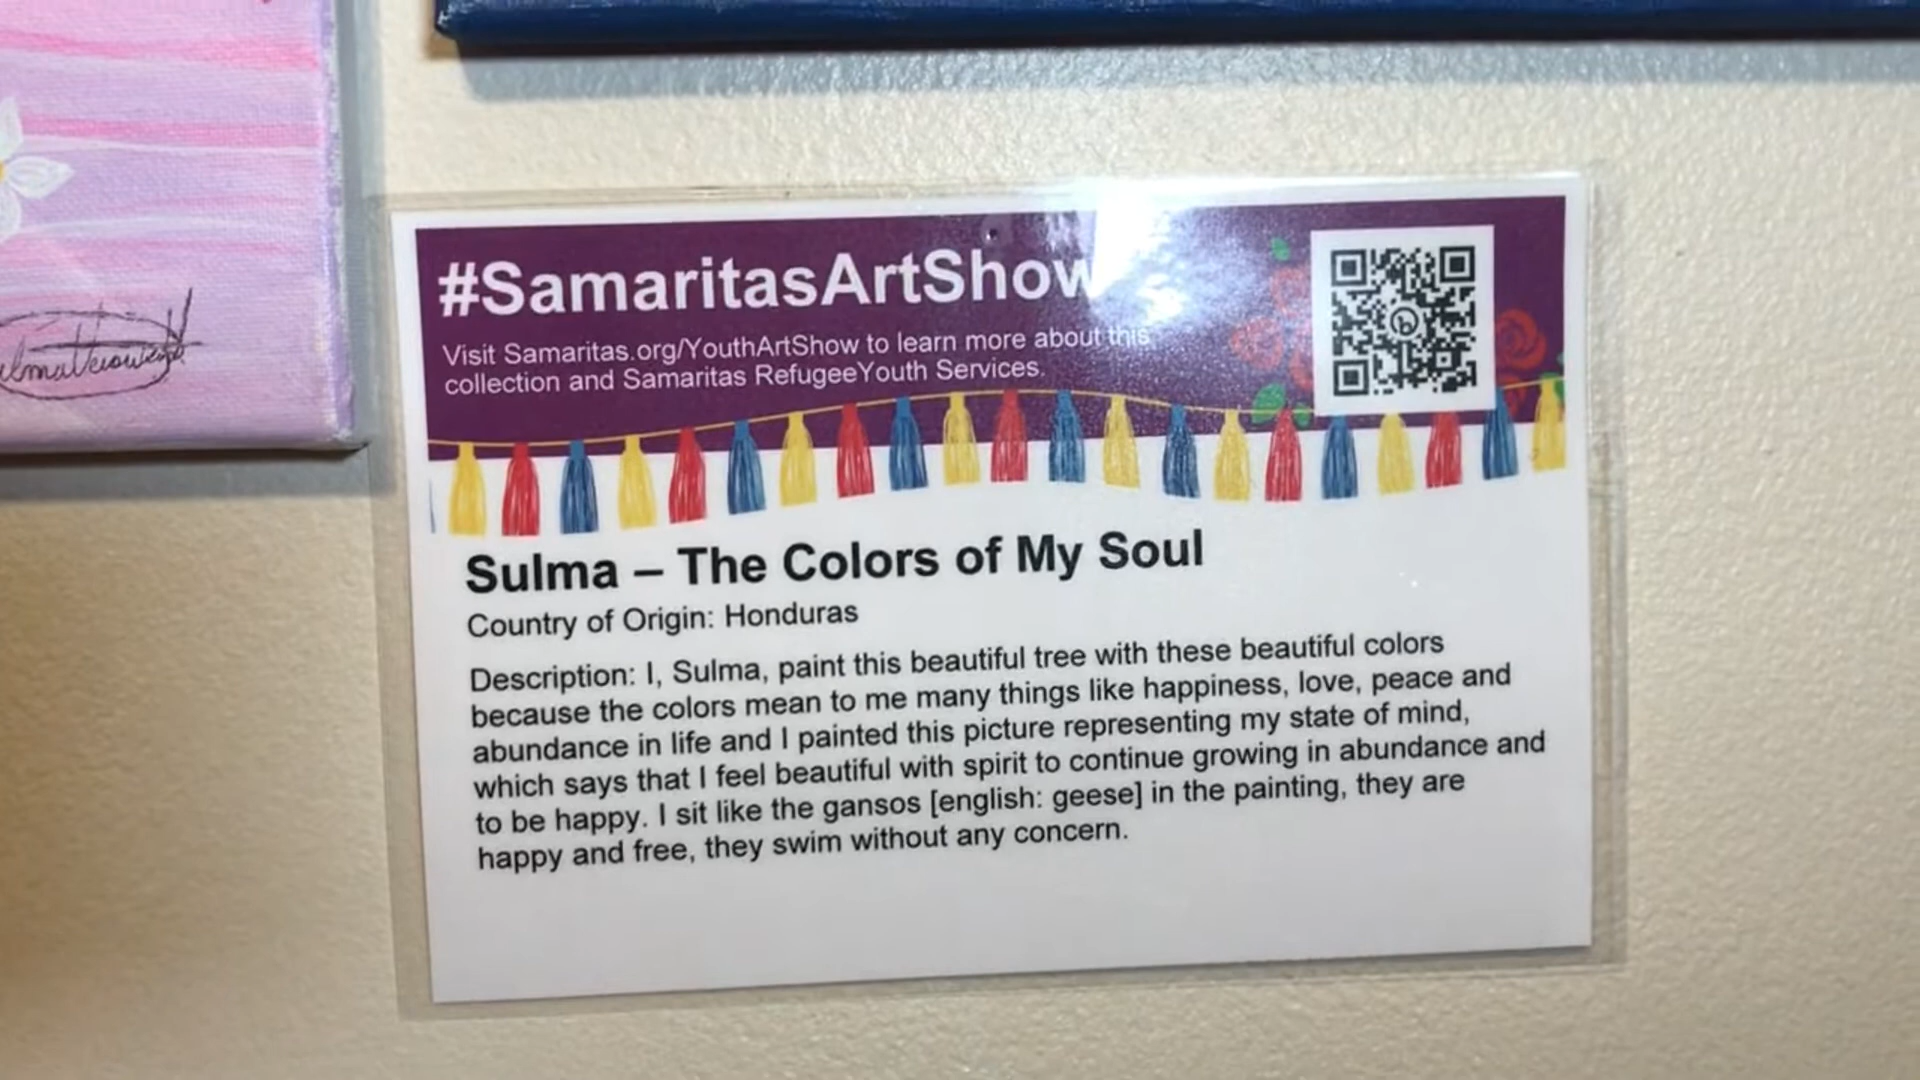 #SamaritasArtShow
Visit Samaritas.org/YouthArtShow to learn more about this
collection and Samaritas RefugeeYouth Services.
Sulma – The Colors of My Soul
Country of Origin: Honduras
Description: I, Sulma, paint this beautiful tree with these beautiful colors
because the colors mean to me many things like happiness, love, peace and
abundance in life and I painted this picture representing my state of mind,
which says that I feel beautiful with spirit to continue growing in abundance and
to be happy. I sit like the gansos [english: geese] in the painting, they are
happy and free, they swim without any concern.